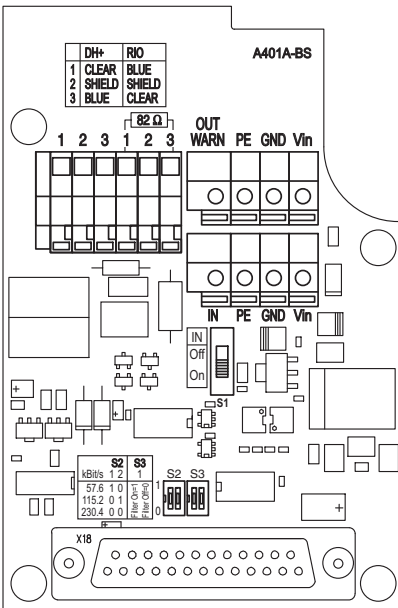 A401A-BS
DH+ RIO
1 CLEAR BLUE
2 SHIELD SHIELD
3 BLUE CLEAR
82 Ω
1 2 3 1 2 3
OUT
WARN PE GND Vin
IN PE GND Vin
IN
Off
On
S1
+
+
S2 S3
kBit/s 1 2 1
57.6 1 0
115.2 0 1
230.4 0 0
Filter On=1
Filter Off=0
S2 S3
1
0
+
+
X18